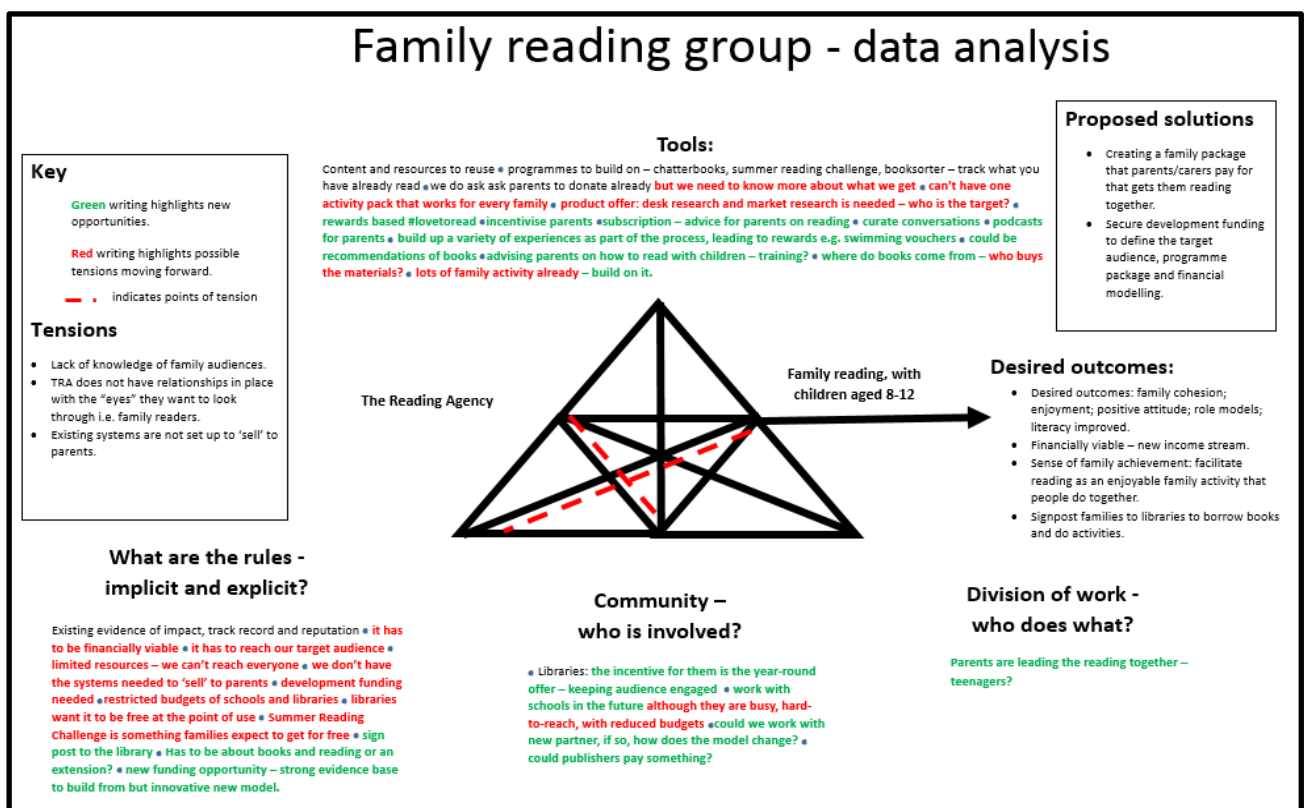 Family reading group - data analysis
Key
Green writing highlights new
opportunities.
Red writing highlights possible
tensions moving forward.
indicates points of tension
Tensions
• Lack of knowledge of family audiences.
• TRA does not have relationships in place
with the “eyes” they want to look
through i.e. family readers.
• Existing systems are not set up to ‘sell’ to
parents.
Tools:
Content and resources to reuse • programmes to build on – chatterbooks, summer reading challenge, booksorter – track what you
have already read • we do ask ask parents to donate already but we need to know more about what we get • can’t have one
activity pack that works for every family • product offer: desk research and market research is needed – who is the target? •
rewards based #lovetoread •incentivise parents •subscription – advice for parents on reading • curate conversations • podcasts
for parents • build up a variety of experiences as part of the process, leading to rewards e.g. swimming vouchers • could be
recommendations of books •advising parents on how to read with children – training? • where do books come from – who buys
the materials? • lots of family activity already – build on it.
Proposed solutions
• Creating a family package
that parents/carers pay for
that gets them reading
together.
• Secure development funding
to define the target
audience, programme
package and financial
modelling.
The Reading Agency
Family reading, with
children aged 8-12
Desired outcomes:
• Desired outcomes: family cohesion;
enjoyment; positive attitude; role models;
literacy improved.
• Financially viable – new income stream.
• Sense of family achievement: facilitate
reading as an enjoyable family activity that
people do together.
• Signpost families to libraries to borrow books
and do activities.
What are the rules -
implicit and explicit?
Existing evidence of impact, track record and reputation • it has
to be financially viable • it has to reach our target audience •
limited resources – we can’t reach everyone • we don’t have
the systems needed to ‘sell’ to parents • development funding
needed •restricted budgets of schools and libraries • libraries
want it to be free at the point of use • Summer Reading
Challenge is something families expect to get for free • sign
post to the library • Has to be about books and reading or an
extension? • new funding opportunity – strong evidence base
to build from but innovative new model.
Community –
who is involved?
• Libraries: the incentive for them is the year-round
offer – keeping audience engaged • work with
schools in the future although they are busy, hard-
to-reach, with reduced budgets •could we work with
new partner, if so, how does the model change? •
could publishers pay something?
Division of work -
who does what?
Parents are leading the reading together –
teenagers?